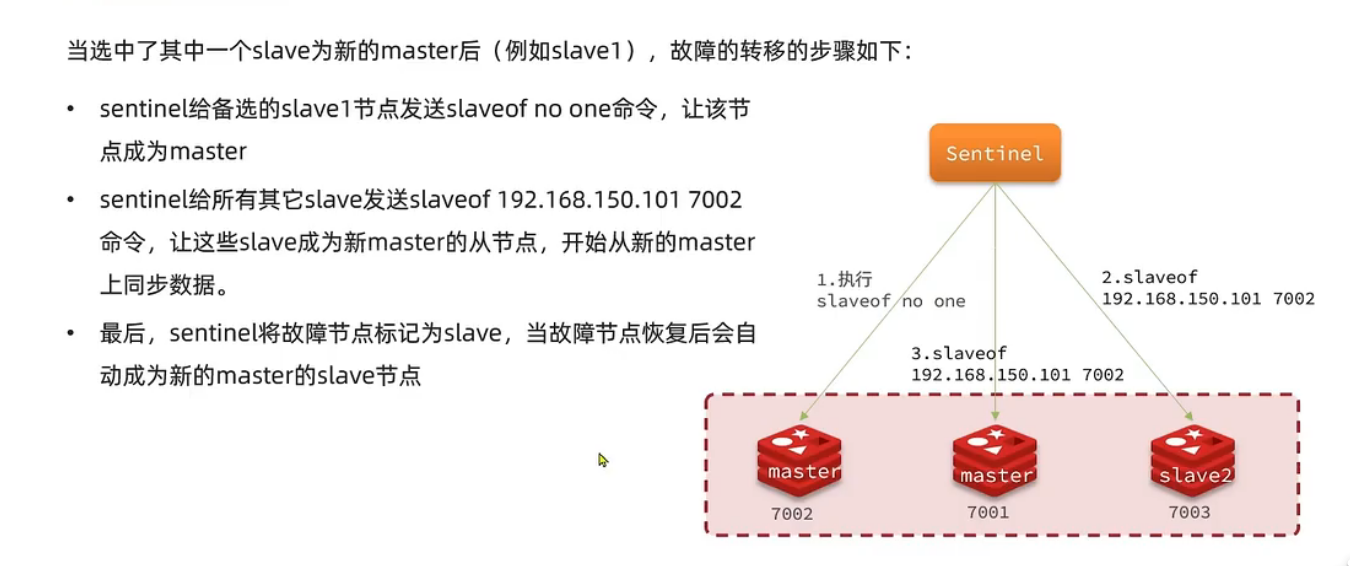 当选中了其中一个slave为新的master后（例如slave1），故障的转移的步骤如下：
• sentinel给备选的slave1节点发送slaveof no one命令，让该节
点成为master
• sentinel给所有其它slave发送slaveof 192.168.150.101 7002
命令，让这些slave成为新master的从节点，开始从新的master
上同步数据。
• 最后，sentinel将故障节点标记为slave，当故障节点恢复后会自
动成为新的master的slave节点
Sentinel
1.执行
slaveof no one
2.slaveof
192.168.150.101 7002
3.slaveof
192.168.150.101 7002
master
master
slave2
7002
7001
7003